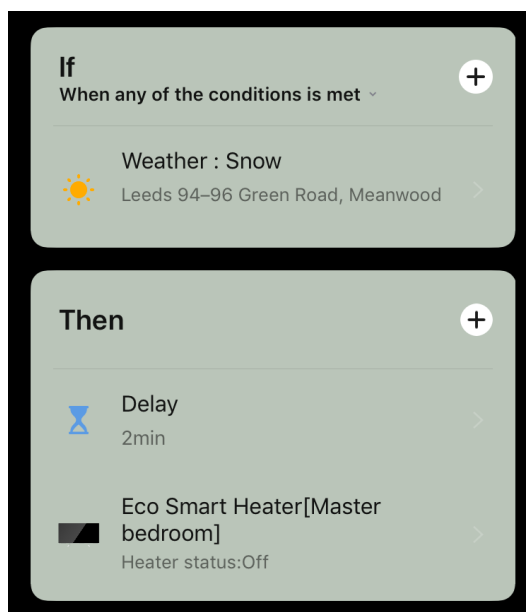 If
When any of the conditions is met
Weather : Snow
Leeds 94–96 Green Road, Meanwood
Then
Delay
2min
Eco Smart Heater[Master
bedroom]
Heater status:Off